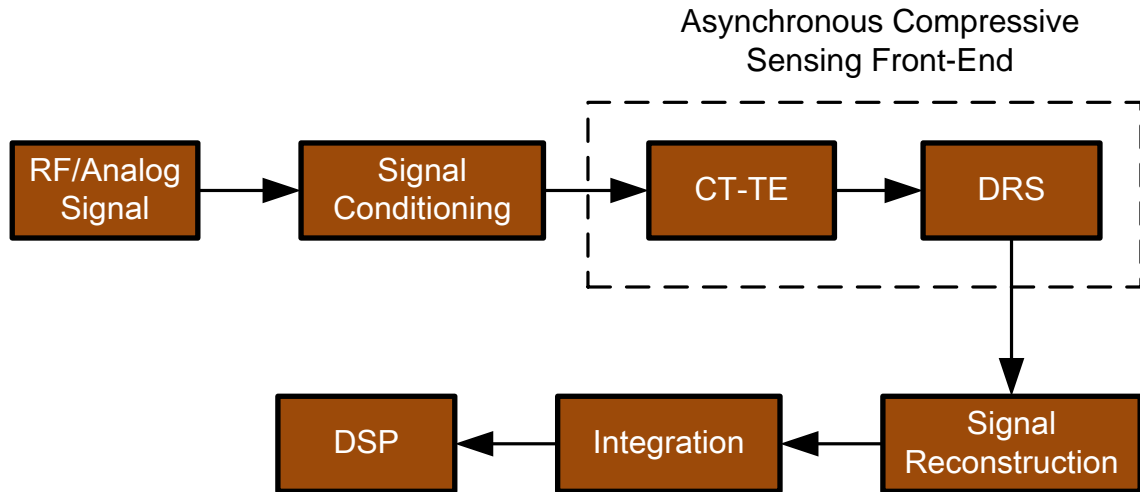 Asynchronous Compressive
Sensing Front-End
RF/Analog
Signal
Signal
Conditioning
CT-TE
DRS
DSP
Integration
Signal
Reconstruction